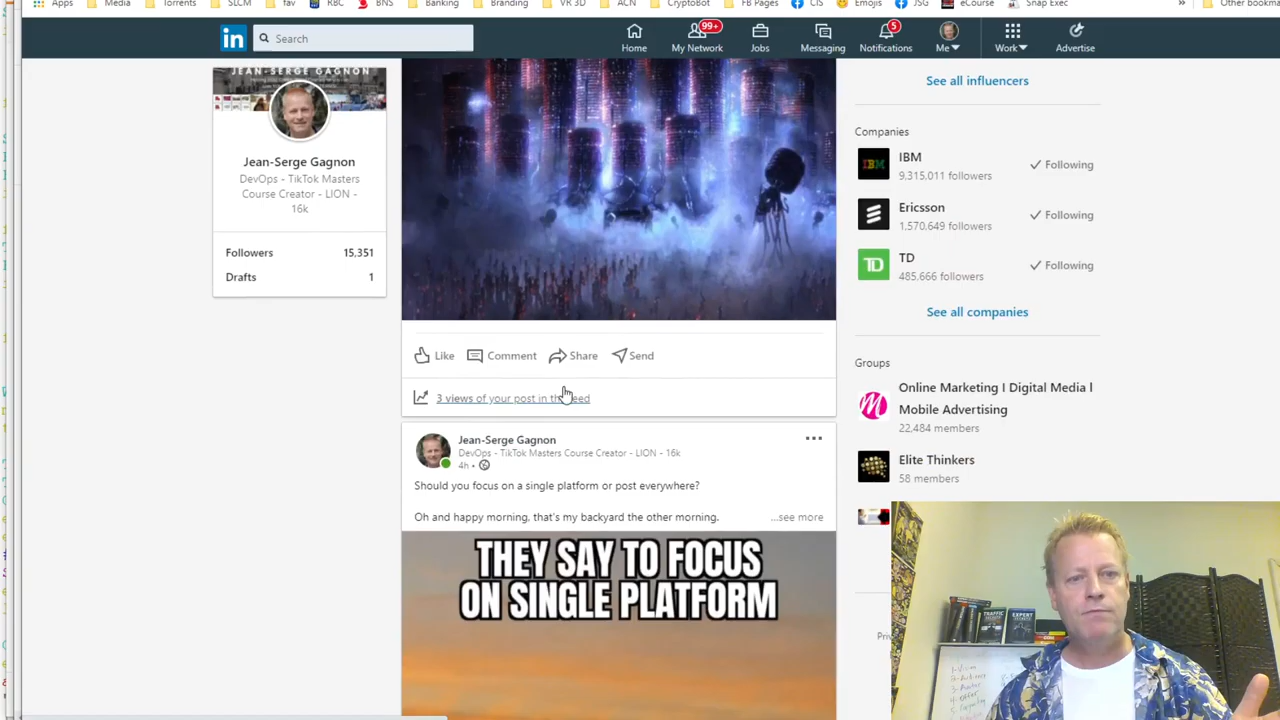 Apps Media Torrents SLCM fav RBC BNS Banking Branding VR 3D ACN CryptoBot FB Pages CIS Emojis JSG eCourse Snap Exec » Other bookma
in Search
99+ 5
Home My Network Jobs Messaging Notifications Me Work Advertise
JEAN-SERGE GAGNON
Jean-Serge Gagnon
DevOps - TikTok Masters
Course Creator - LION -
16k
Followers 15,351
Drafts 1
Like Comment Share Send
3 views of your post in the feed
Jean-Serge Gagnon
DevOps - TikTok Masters Course Creator - LION - 16k
4h •
Should you focus on a single platform or post everywhere?
Oh and happy morning, that's my backyard the other morning.
...see more
THEY SAY TO FOCUS
ON SINGLE PLATFORM
See all influencers
Companies
IBM
9,315,011 followers
Following
Ericsson
1,570,649 followers
Following
TD
485,666 followers
Following
See all companies
Groups
Online Marketing I Digital Media I
Mobile Advertising
22,484 members
Elite Thinkers
58 members
TRAFFIC
EXPERT